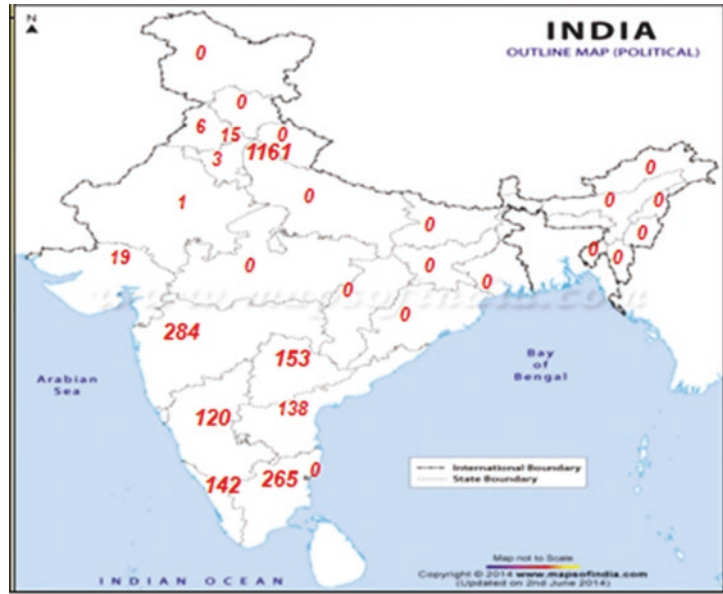 N
INDIA
OUTLINE MAP (POLITICAL)
0
0
6
15
0
3
1161
0
1
0
0
0
0
0
0
0
19
0
0
0
0
0
0
www.mapsofindia.com
284
153
Arabian
Sea
Bay
of
Bengal
120
138
142
265
0
International Boundary
State Boundary
Map not to Scale
Copyright © 2014 www.mapsofindia.com
(Updated on 2nd June 2014)
INDIAN OCEAN